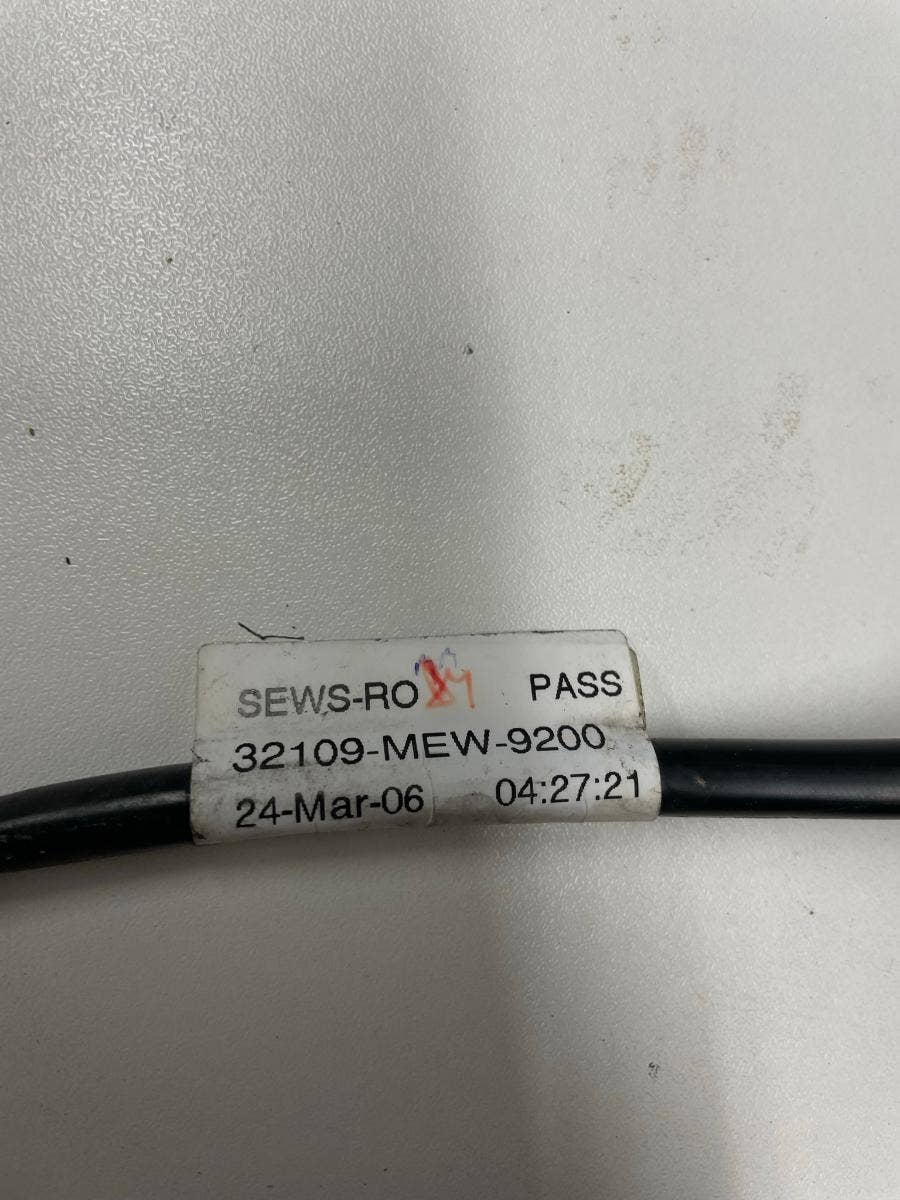 SEWS-RO PASS
32109-MEW-9200
24-Mar-06 04:27:21